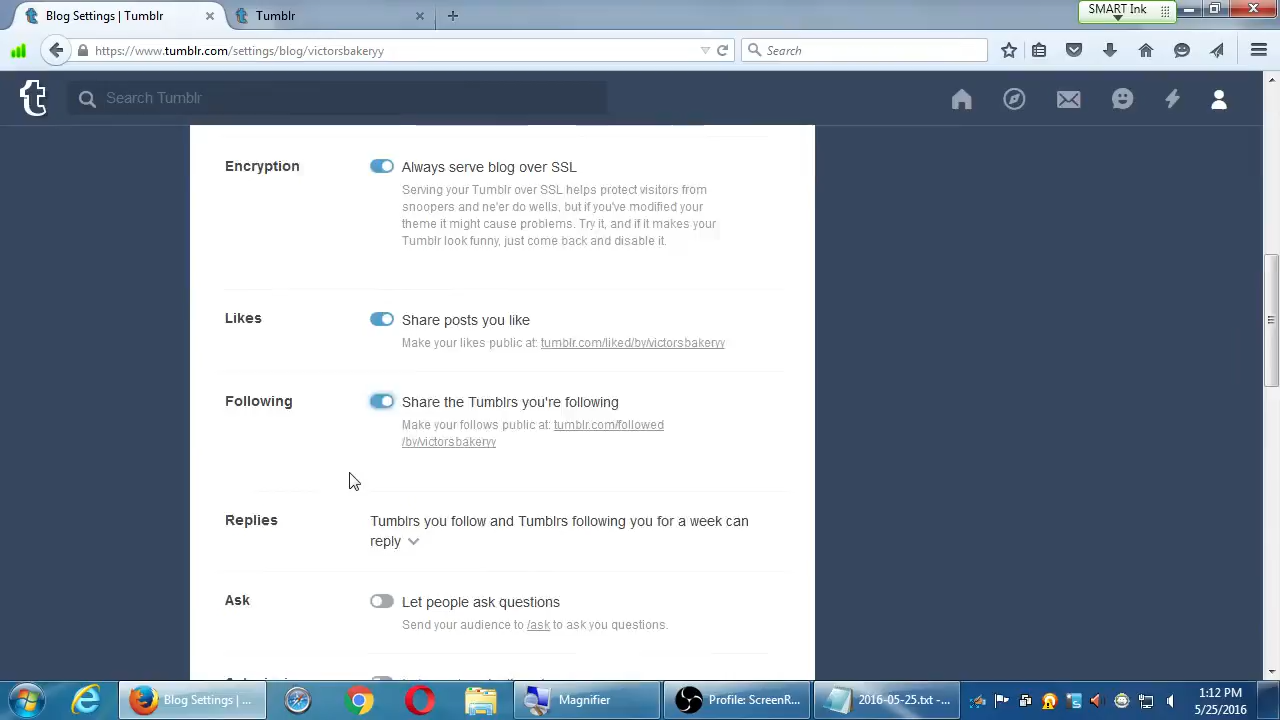 Blog Settings | Tumblr
Tumblr
SMART Ink
https://www.tumblr.com/settings/blog/victorsbakeryy
Search
Search Tumblr
Encryption
Always serve blog over SSL
Serving your Tumblr over SSL helps protect visitors from
snoopers and ne'er do wells, but if you've modified your
theme it might cause problems. Try it, and if it makes your
Tumblr look funny, just come back and disable it.
Likes
Share posts you like
Make your likes public at: tumblr.com/liked/by/victorsbakeryy
Following
Share the Tumblrs you're following
Make your follows public at: tumblr.com/followed
/by/victorsbakeryy
Replies
Tumblrs you follow and Tumblrs following you for a week can
reply
Ask
Let people ask questions
Send your audience to /ask to ask you questions.
Blog Settings | ...
Magnifier
Profile: ScreenR...
2016-05-25.txt -...
1:12 PM
5/25/2016